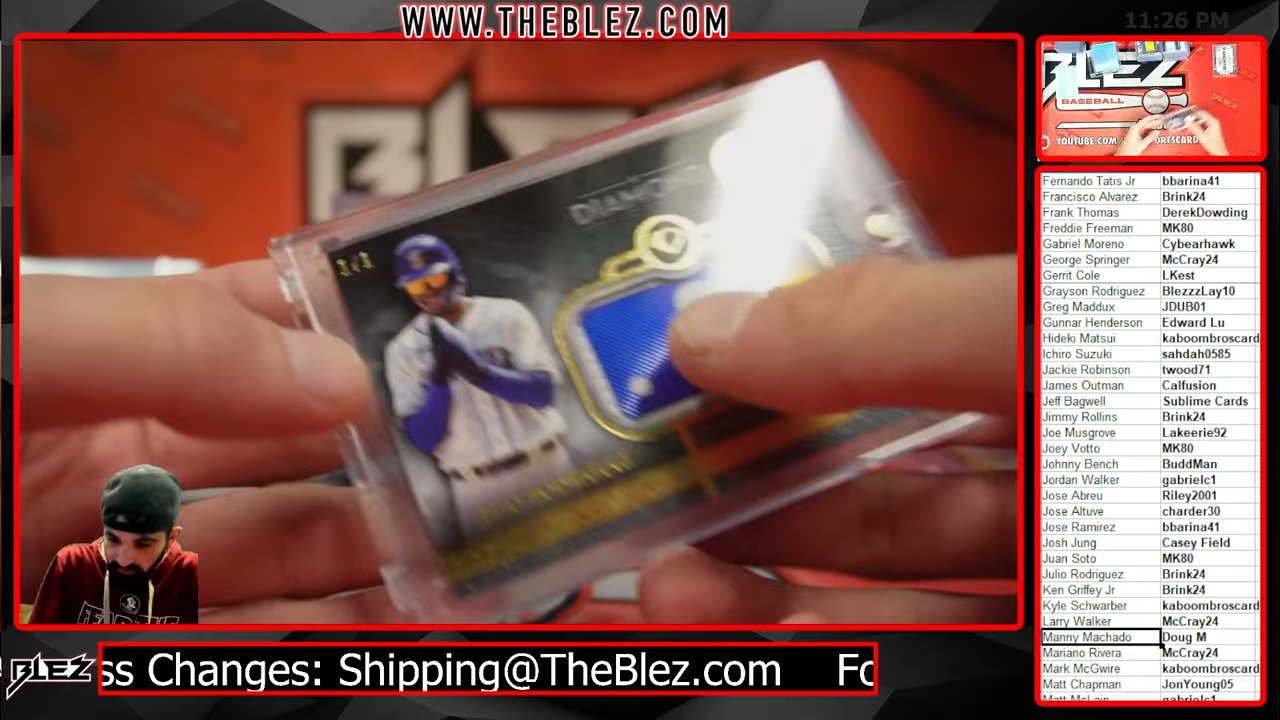 WWW.THEBLEZ.COM
11:26 PM
BLEZ
BASEBALL
Fernando Tatis Jr bbarina41
Francisco Alvarez Brink24
Frank Thomas DerekDowding
Freddie Freeman MK80
Gabriel Moreno Cybearhawk
George Springer McCray24
Gerrit Cole LKest
Grayson Rodriguez BlezzzLay10
Greg Maddux JDUB01
Gunnar Henderson Edward Lu
Hideki Matsui kaboombroscard
Ichiro Suzuki sahdah0585
Jackie Robinson twood71
James Outman Calfusion
Jeff Bagwell Sublime Cards
Jimmy Rollins Brink24
Joe Musgrove Lakeerie92
Joey Votto MK80
Johnny Bench BuddMan
Jordan Walker gabrielc1
Jose Abreu Riley2001
Jose Altuve charder30
Jose Ramirez bbarina41
Josh Jung Casey Field
Juan Soto MK80
Julio Rodriguez Brink24
Ken Griffey Jr Brink24
Kyle Schwarber kaboombroscard
Larry Walker McCray24
Manny Machado Doug M
Mariano Rivera McCray24
Mark McGwire kaboombroscard
Matt Chapman JonYoung05
Matt McLain gabrielc1
BLEZ
ss Changes: Shipping@TheBlez.com Fo